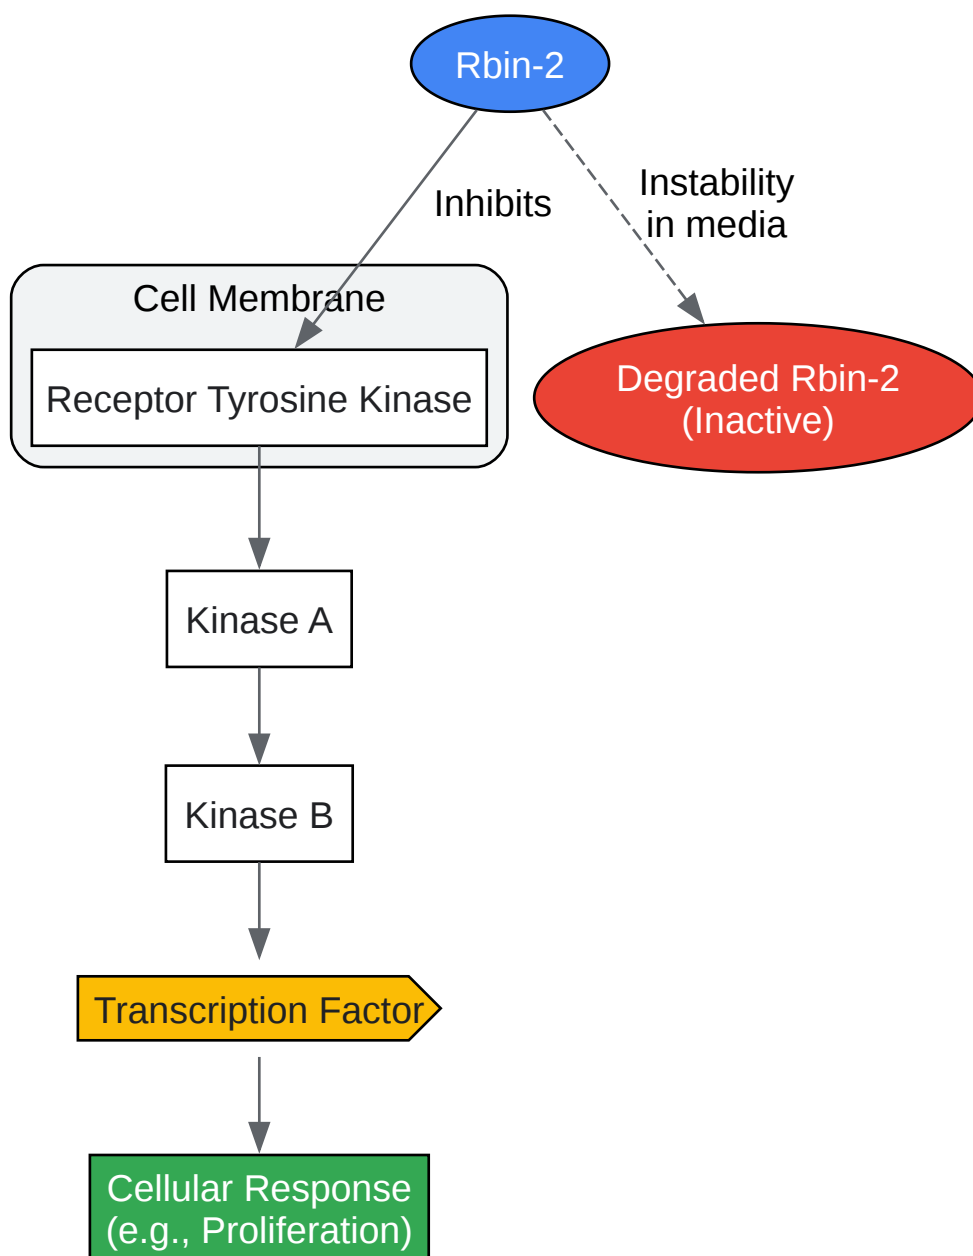 Rbin-2
Inhibits
Instability
in media
Cell Membrane
Receptor Tyrosine Kinase
Degraded Rbin-2
(Inactive)
Kinase A
Kinase B
Transcription Factor
Cellular Response
(e.g., Proliferation)